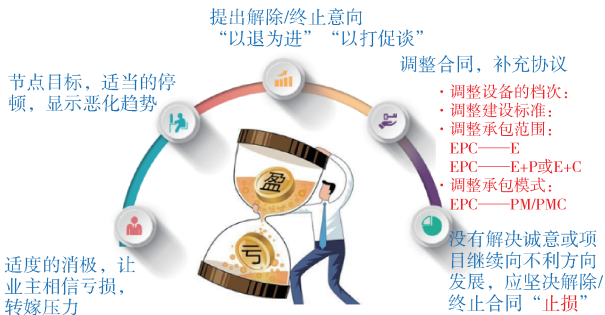 提出解除/终止意向
“以退为进”“以打促谈”
节点目标，适当的停
顿，显示恶化趋势
调整合同，补充协议
·调整设备的档次：
·调整建设标准：
·调整承包范围：
EPC——E
EPC——E+P或E+C
·调整承包模式：
EPC——PM/PMC
盈
亏
适度的消极，让
业主相信亏损，
转嫁压力
没有解决诚意或项
目继续向不利方向
发展，应坚决解除/
终止合同“止损”